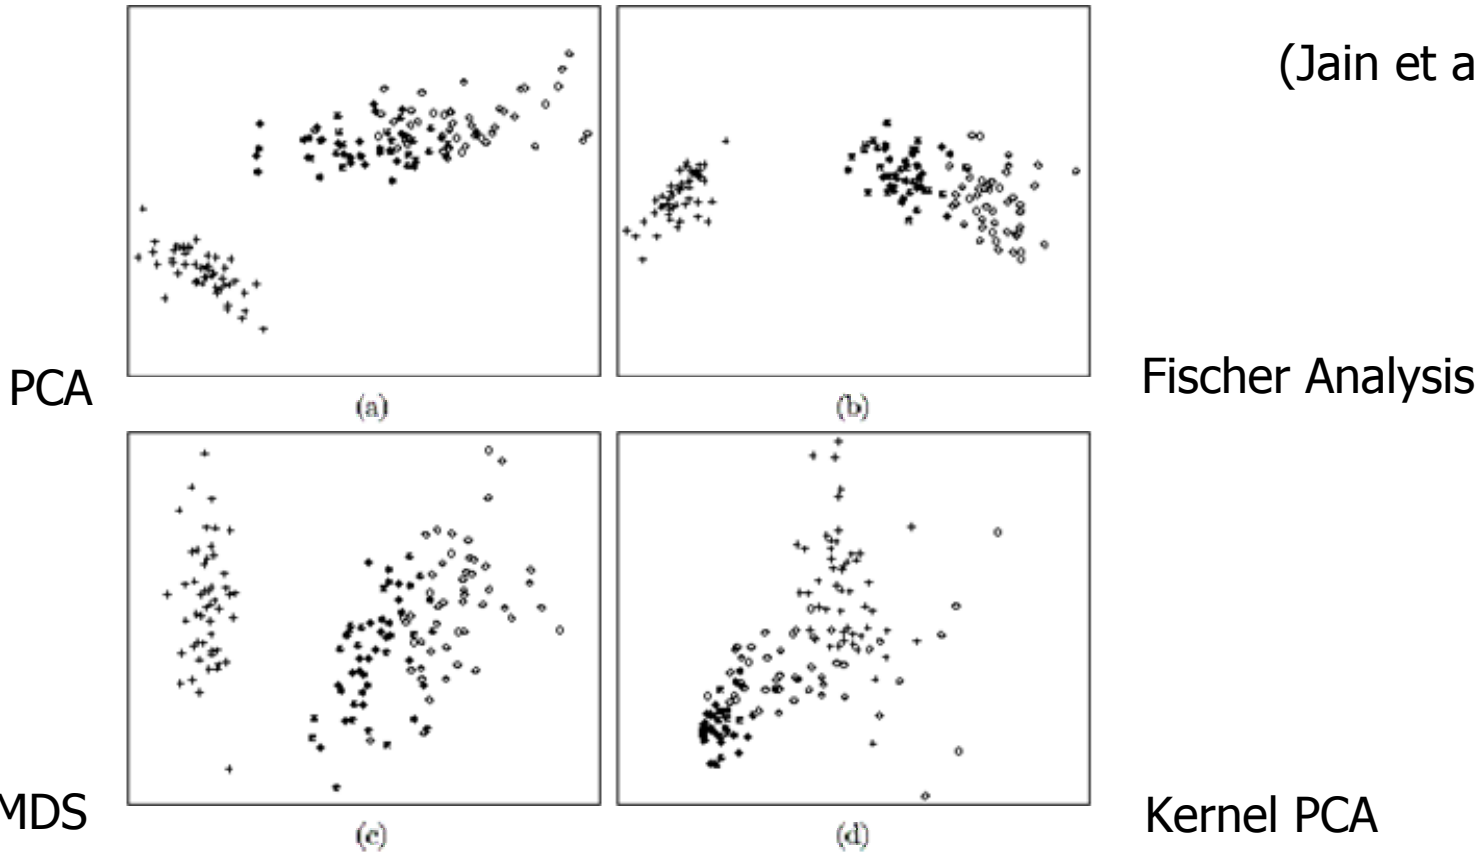 (Jain et a
PCA
Fischer Analysis
(a)
(b)
MDS
Kernel PCA
(c)
(d)